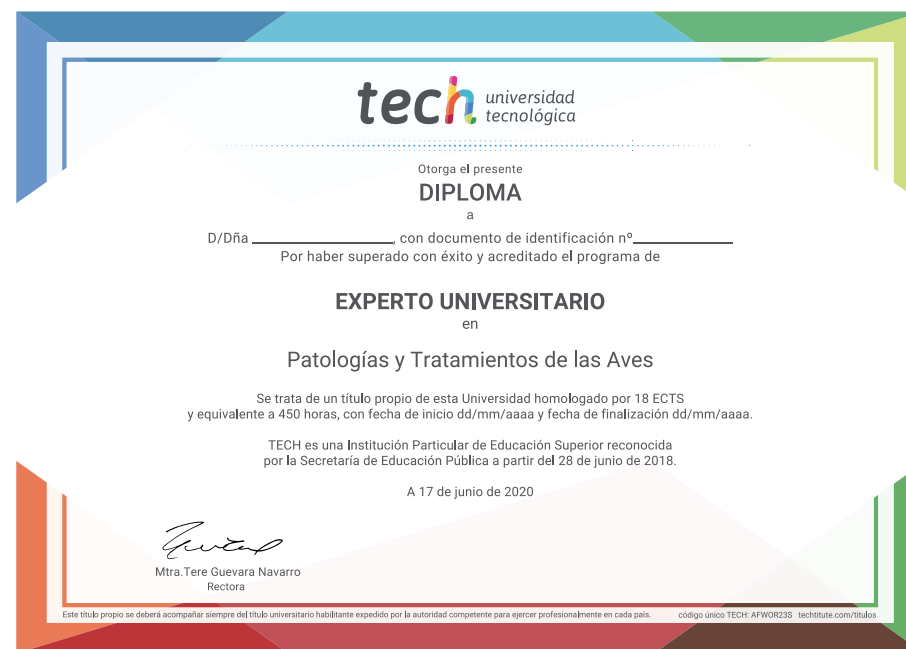 tech universidad
tecnológica
Otorga el presente
DIPLOMA
a
D/Dña ________________, con documento de identificación nº____________
Por haber superado con éxito y acreditado el programa de
EXPERTO UNIVERSITARIO
en
Patologías y Tratamientos de las Aves
Se trata de un título propio de esta Universidad homologado por 18 ECTS
y equivalente a 450 horas, con fecha de inicio dd/mm/aaaa y fecha de finalización dd/mm/aaaa.
TECH es una Institución Particular de Educación Superior reconocida
por la Secretaría de Educación Pública a partir del 28 de junio de 2018.
A 17 de junio de 2020
Mtra.Tere Guevara Navarro
Rectora
Este título propio se deberá acompañar siempre del título universitario habilitante expedido por la autoridad competente para ejercer profesionalmente en cada país. código único TECH: AFWOR23S techtitute.com/titulos